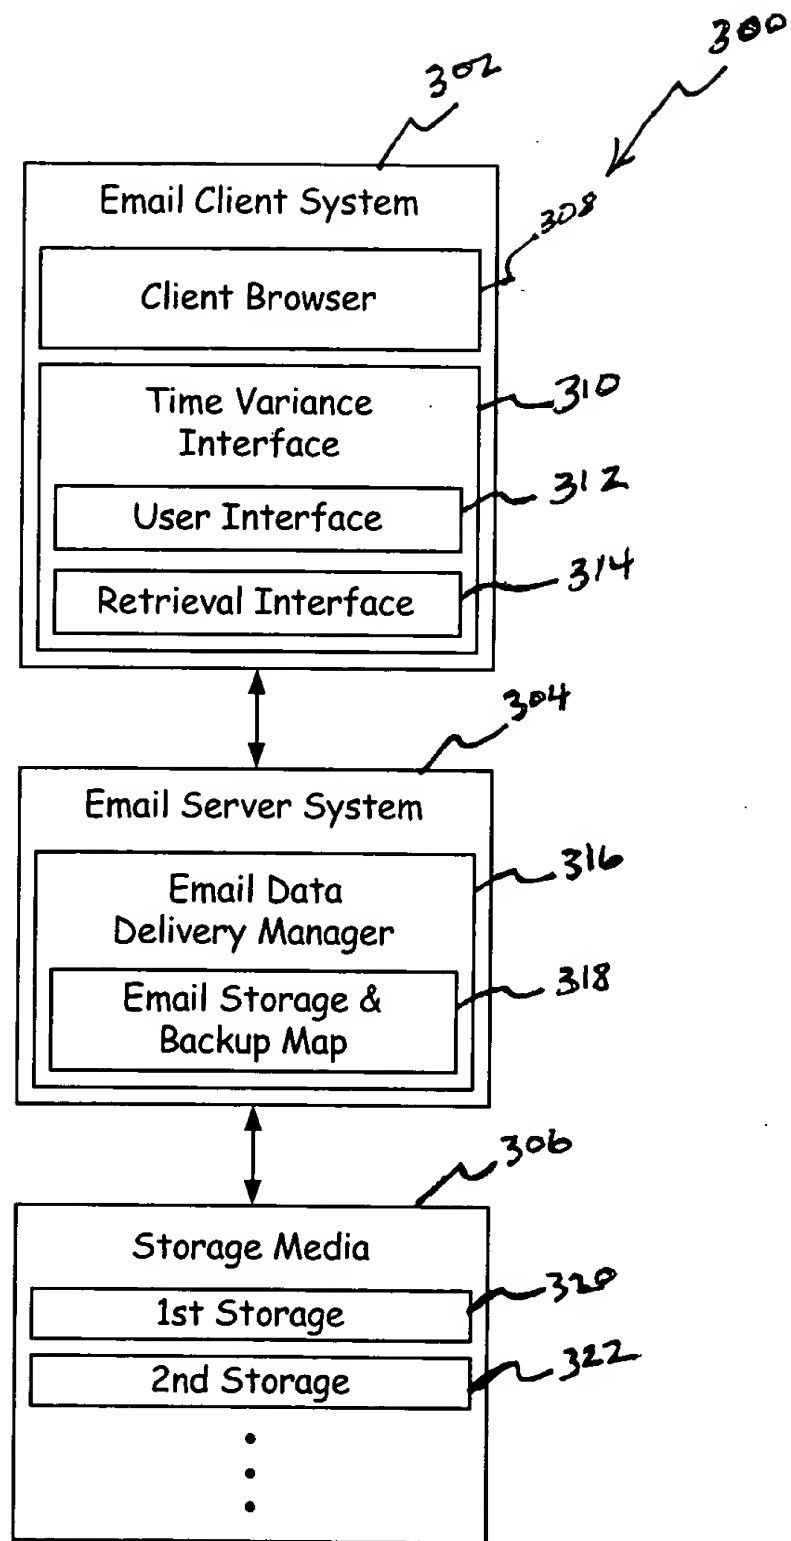 300
302
Email Client System
308
Client Browser
310
Time Variance
Interface
312
User Interface
314
Retrieval Interface
304
Email Server System
316
Email Data
Delivery Manager
318
Email Storage &
Backup Map
306
Storage Media
320
1st Storage
322
2nd Storage